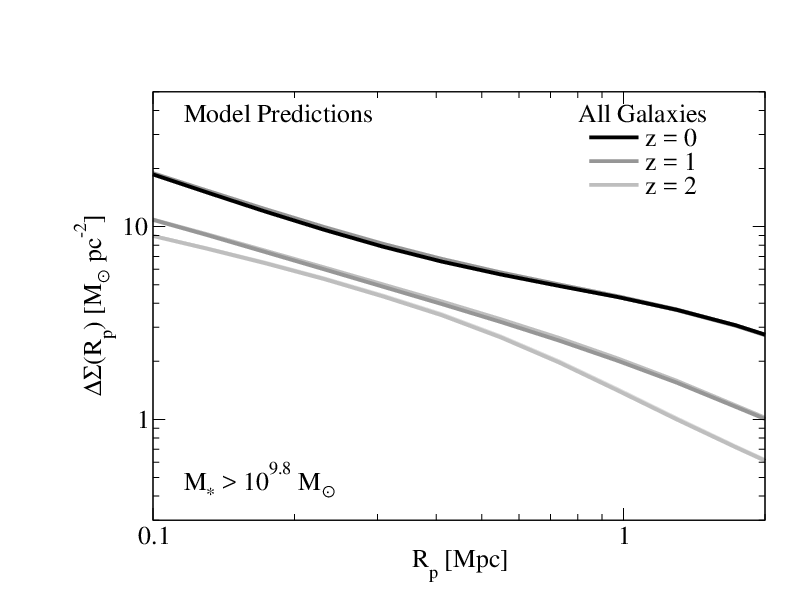 Model Predictions
All Galaxies
z = 0
z = 1
z = 2
10
1
ΔΣ(Rp) [M⊙ pc-2]
M* > 10^9.8 M⊙
0.1
1
Rp [Mpc]